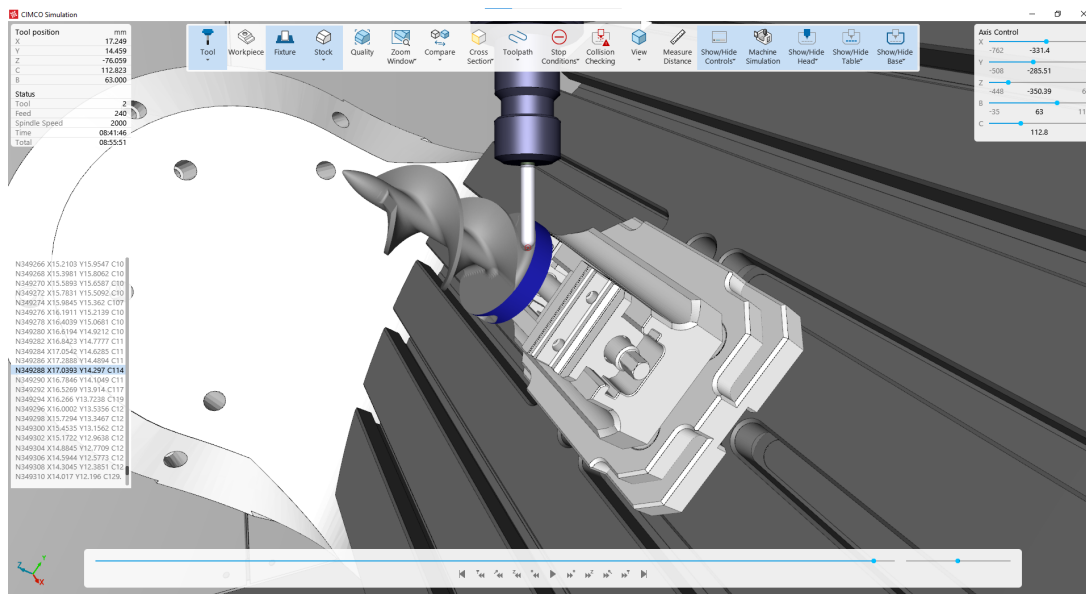 CIMCO Simulation
Tool position mm
X 17.249
Y 14.459
Z -76.059
C 112.823
B 63.000
Status
Tool 2
Feed 240
Spindle Speed 2000
Time 08:41:46
Total 08:55:51
Tool
Workpiece
Fixture
Stock
Quality
Zoom Window*
Compare
Cross Section*
Toolpath
Stop Conditions*
Collision Checking
View
Measure Distance
Show/Hide Controls*
Machine Simulation
Show/Hide Head*
Show/Hide Table*
Show/Hide Base*
Axis Control
X
-762 -331.4
Y
-508 -285.51
Z
-448 -350.39 6
B
-35 63 11
C
112.8
N349266 X15.2103 Y15.9547 C10
N349268 X15.3981 Y15.8062 C10
N349270 X15.5893 Y15.6587 C10
N349272 X15.7831 Y15.5092 C10
N349274 X15.9845 Y15.362 C107
N349276 X16.1911 Y15.2139 C10
N349278 X16.4039 Y15.0681 C10
N349280 X16.6194 Y14.9212 C10
N349282 X16.8423 Y14.7777 C11
N349284 X17.0542 Y14.6285 C11
N349286 X17.2888 Y14.4894 C11
N349288 X17.0393 Y14.297 C114
N349290 X16.7846 Y14.1049 C11
N349292 X16.5269 Y13.914 C117
N349294 X16.266 Y13.7238 C119
N349296 X16.0002 Y13.5356 C12
N349298 X15.7294 Y13.3467 C12
N349300 X15.4535 Y13.1562 C12
N349302 X15.1722 Y12.9638 C12
N349304 X14.8845 Y12.7709 C12
N349306 X14.5944 Y12.5773 C12
N349308 X14.3045 Y12.3851 C12
N349310 X14.017 Y12.196 C129.
Z
Y
X